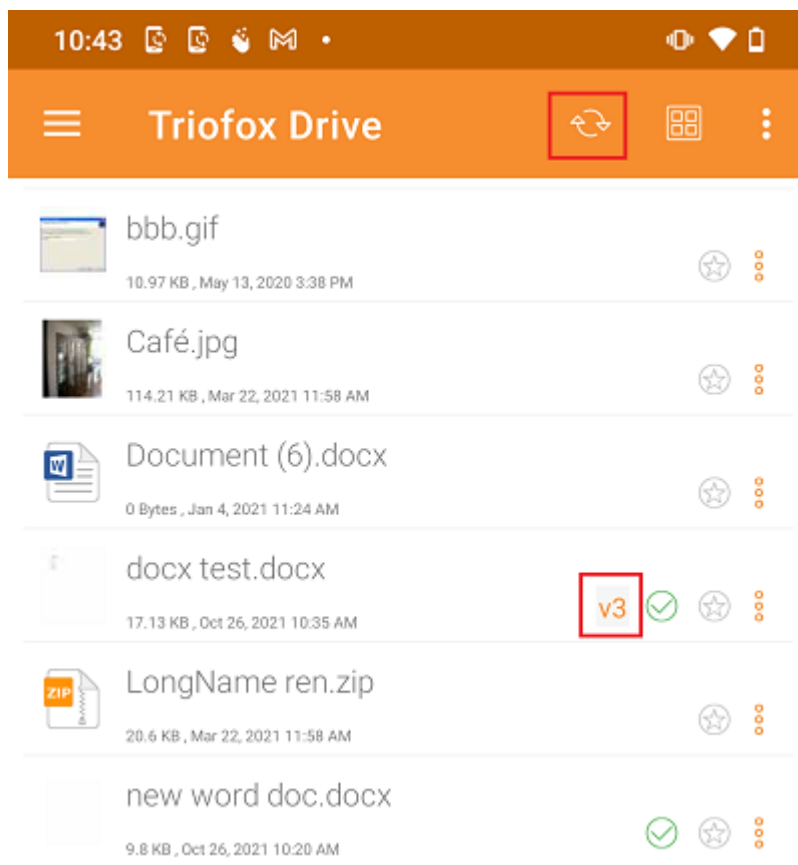 10:43
Triofox Drive
bbb.gif
10.97 KB , May 13, 2020 3:38 PM
Café.jpg
114.21 KB , Mar 22, 2021 11:58 AM
W
Document (6).docx
0 Bytes , Jan 4, 2021 11:24 AM
docx test.docx
17.13 KB , Oct 26, 2021 10:35 AM
v3
ZIP
LongName ren.zip
20.6 KB , Mar 22, 2021 11:58 AM
new word doc.docx
9.8 KB , Oct 26, 2021 10:20 AM